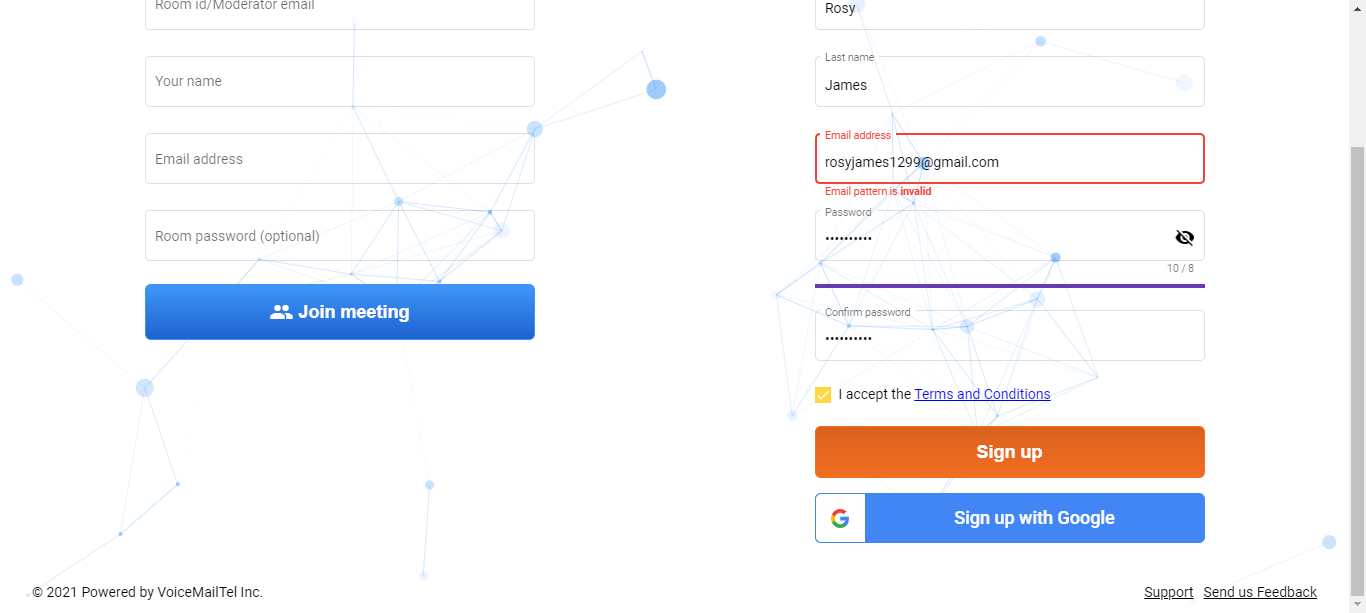 Room id/Moderator email
Your name
Email address
Room password (optional)
Join meeting
Rosy
Last name
James
Email address
rosyjames1299@gmail.com
Email pattern is invalid
Password
••••••••••
10 / 8
Confirm password
••••••••••
I accept the Terms and Conditions
Sign up
Sign up with Google
© 2021 Powered by VoiceMailTel Inc.
Support Send us Feedback